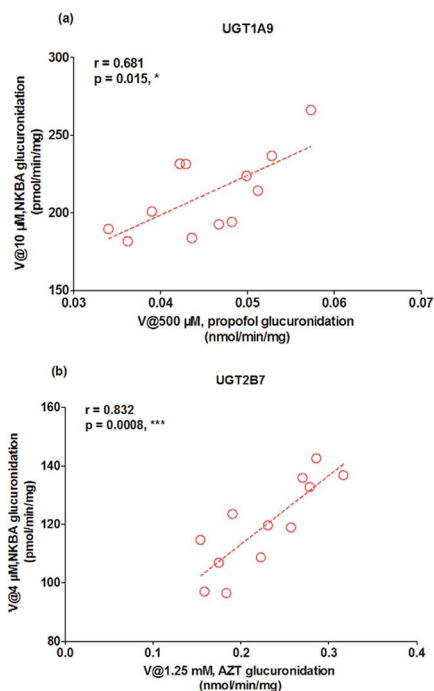 (a)
UGT1A9
r = 0.681
p = 0.015, *
V@10 µM,NKBA glucuronidation
(pmol/min/mg)
300
250
200
150
0.03 0.04 0.05 0.06 0.07
V@500 µM, propofol glucuronidation
(nmol/min/mg)
(b)
UGT2B7
r = 0.832
p = 0.0008, ***
V@4 µM,NKBA glucuronidation
(pmol/min/mg)
160
140
120
100
80
0.0 0.1 0.2 0.3 0.4
V@1.25 mM, AZT glucuronidation
(nmol/min/mg)